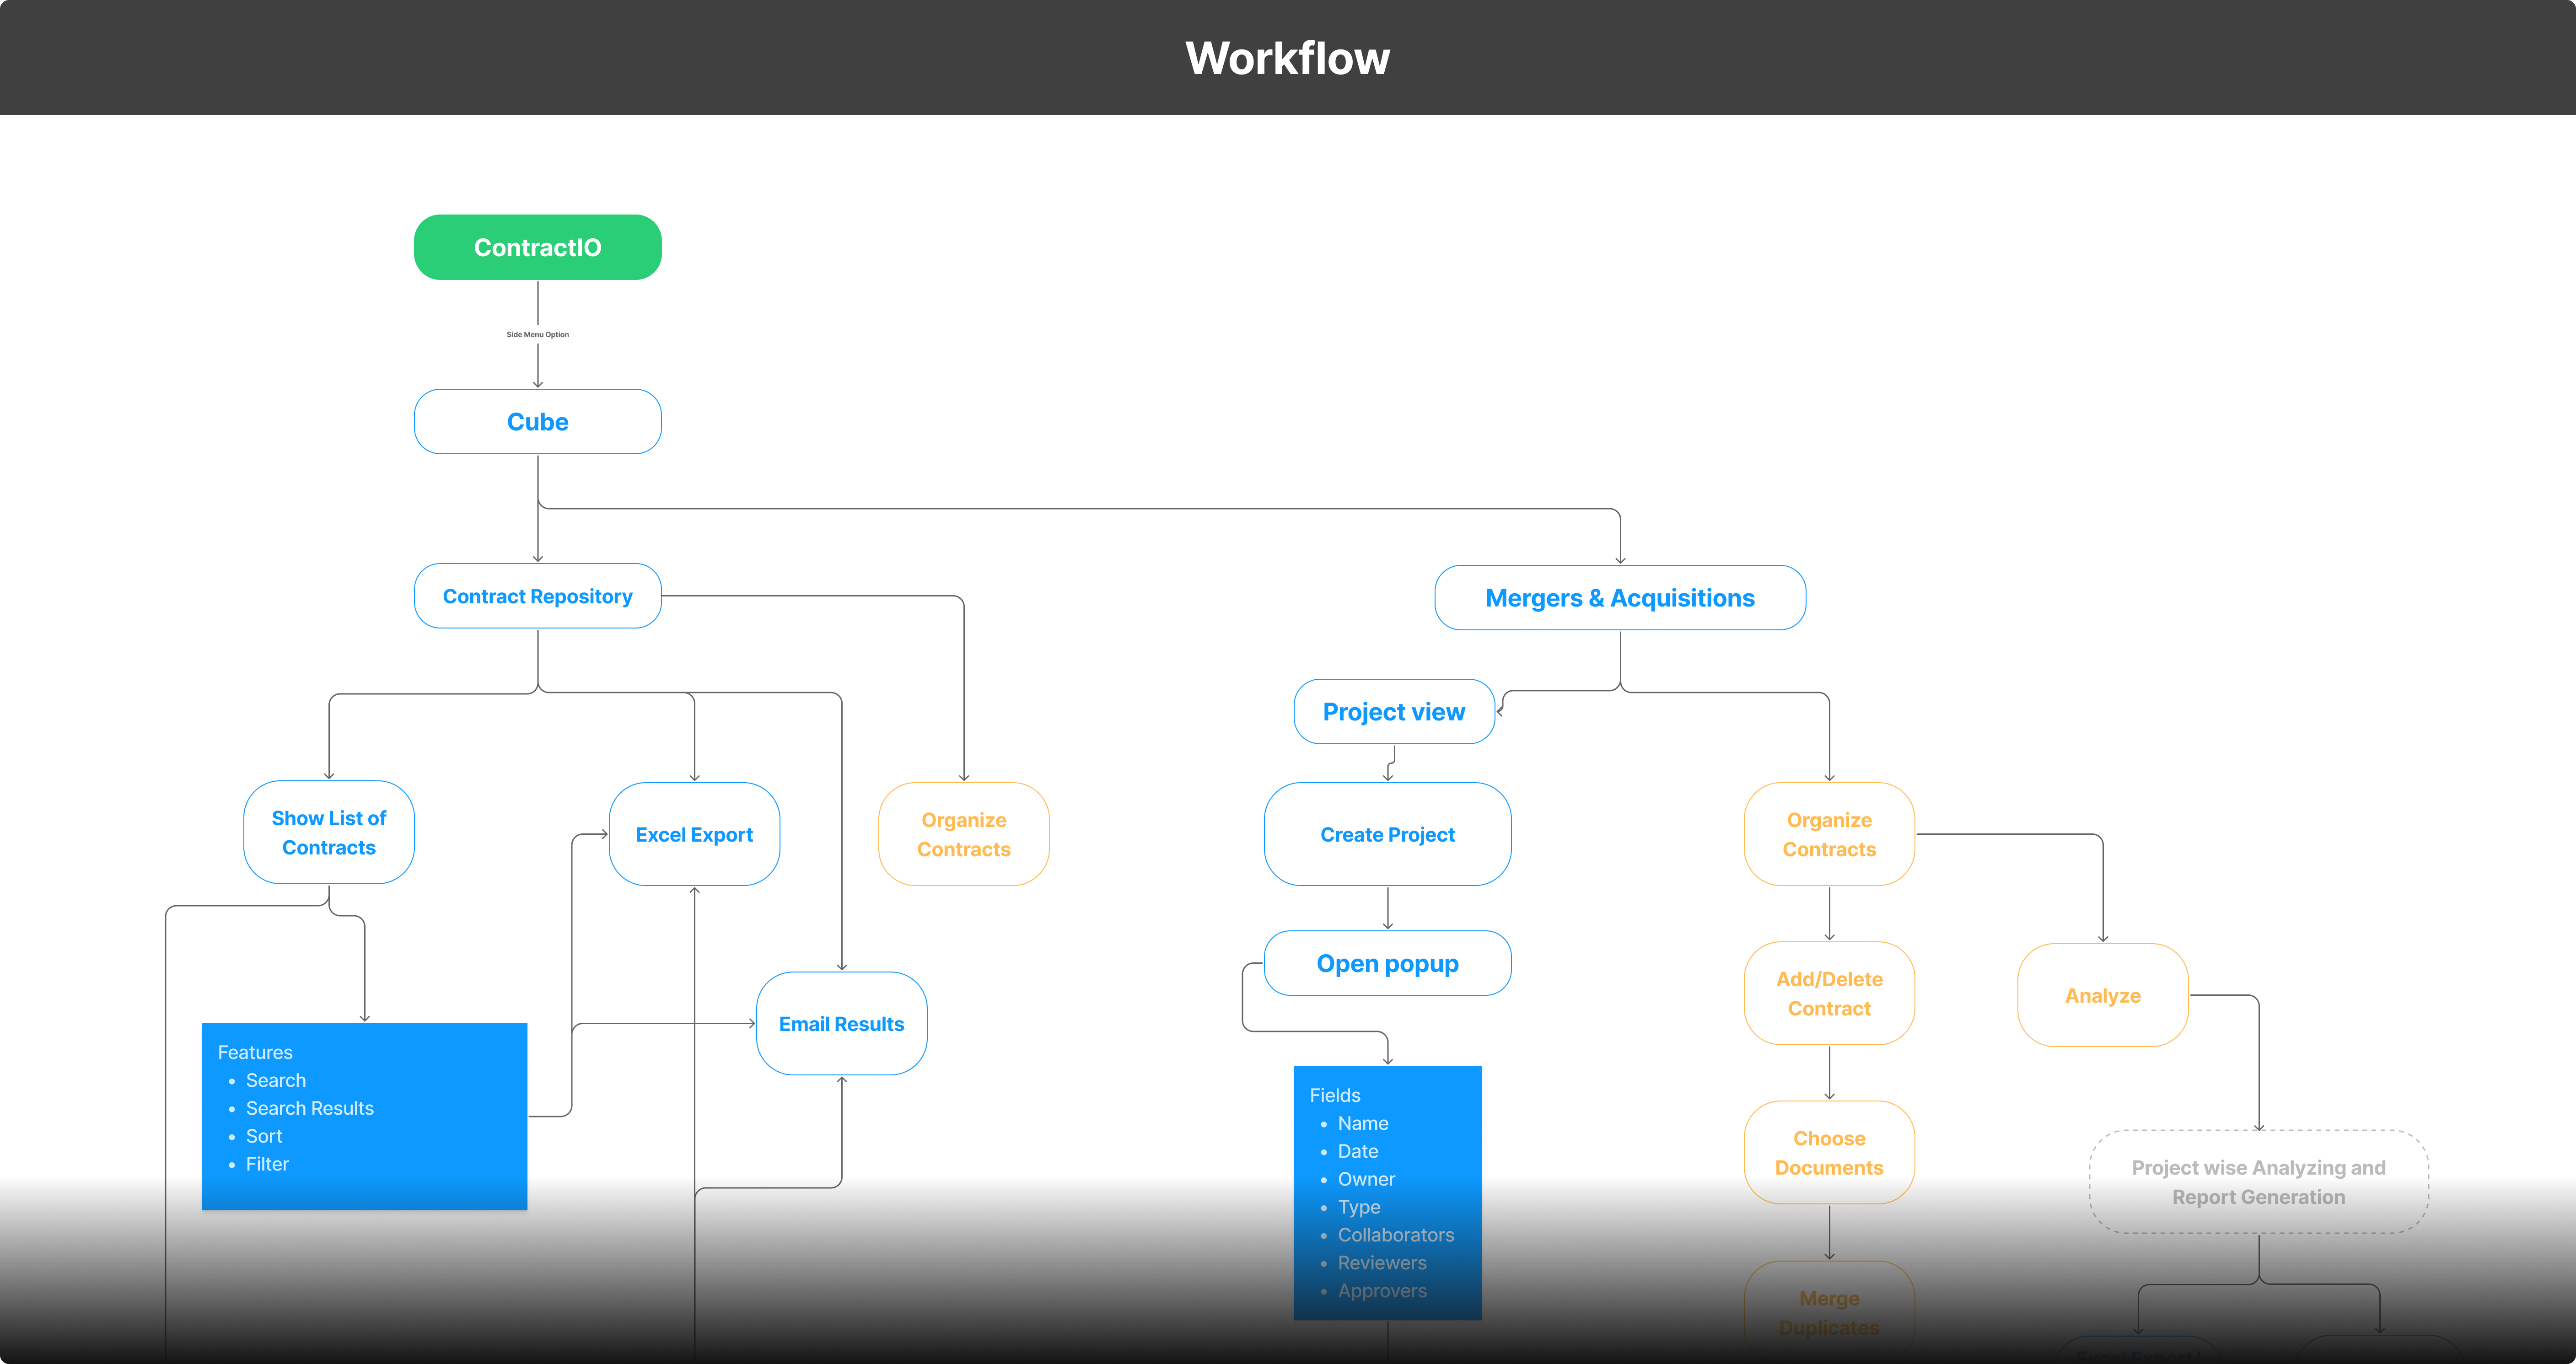 Workflow
ContractIO
Side Menu Option
Cube
Contract Repository
Mergers & Acquisitions
Project view
Show List of
Contracts
Excel Export
Organize
Contracts
Create Project
Organize
Contracts
Open popup
Add/Delete
Contract
Analyze
Email Results
Features
• Search
• Search Results
• Sort
• Filter
Fields
• Name
• Date
• Owner
• Type
• Collaborators
• Reviewers
• Approvers
Choose
Documents
Project wise Analyzing and
Report Generation
Merge
Duplicates
Excel Export/